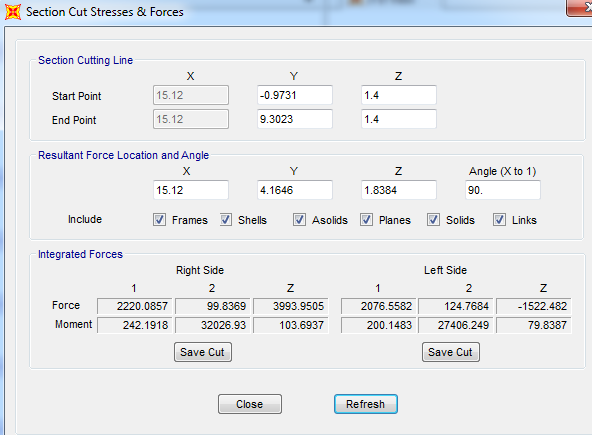 Section Cut Stresses & Forces
Section Cutting Line
X Y Z
Start Point 15.12 -0.9731 1.4
End Point 15.12 9.3023 1.4
Resultant Force Location and Angle
X Y Z Angle (X to 1)
15.12 4.1646 1.8384 90.
Include Frames Shells Asolids Planes Solids Links
Integrated Forces
Right Side Left Side
1 2 Z 1 2 Z
Force 2220.0857 99.8369 3993.9505 2076.5582 124.7684 -1522.482
Moment 242.1918 32026.93 103.6937 200.1483 27406.249 79.8387
Save Cut Save Cut
Close Refresh